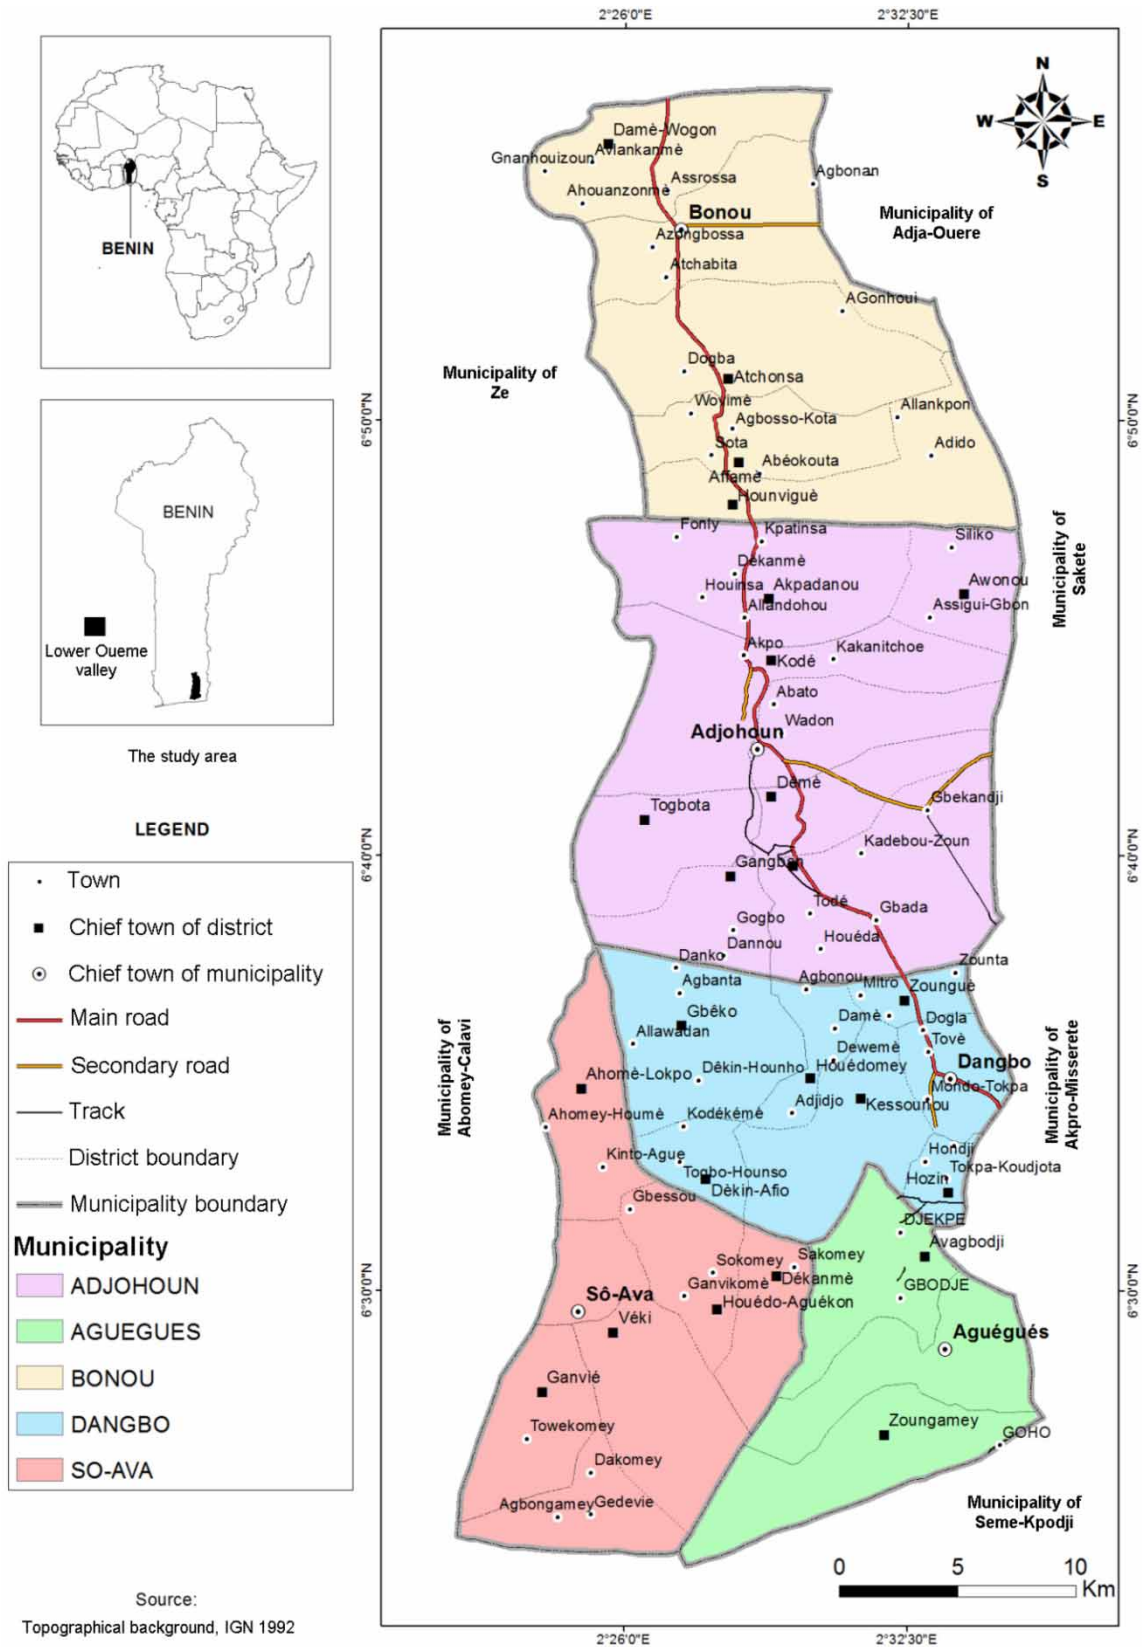 2°26'0"E
2°32'30"E
N
W
E
S
BENIN
BENIN
Lower Oueme
valley
The study area
LEGEND
Town
Chief town of district
Chief town of municipality
Main road
Secondary road
Track
District boundary
Municipality boundary
Municipality
ADJOHOUN
AGUEGUES
BONOU
DANGBO
SO-AVA
Source:
Topographical background, IGN 1992
Damè-Wogon
Aviankanmè
Gnanhouizoun
Assrossa
Agbonan
Ahouanzonmè
Bonou
Municipality of
Adja-Ouere
Azongbossa
Atchabita
AGonhoui
Dogba
Municipality of
Ze
Atchonsa
Woyimè
Allankpon
Agbosso-Kota
6°50'0"N
6°50'0"N
Sota
Adido
Abéokouta
Affamè
Hounviguè
Fonly
Kpatinsa
Siliko
Municipality of
Sakete
Dékanmè
Houinsa
Akpadanou
Awonou
Allandohou
Assigui-Gbon
Akpo
Kodé
Kakanitchoe
Abato
Wadon
Adjohoun
Dèmè
Gbekandji
Togbota
Kadebou-Zoun
6°40'0"N
6°40'0"N
Gangban
Todé
Gbada
Gogbo
Houéda
Dannou
Danko
Zounta
Agbanta
Agbonou
Mitro
Zounguè
Gbêko
Damè
Dogla
Allawadan
Tovè
Dewemè
Municipality of
Abomey-Calavi
Dangbo
Municipality of
Akpro-Misserete
Ahomè-Lokpo
Dêkin-Hounho
Houédomey
Mondo-Tokpa
Kessounou
Ahomey-Houmè
Kodékémé
Adjidjo
Hondji
Kinto-Ague
Togbo-Hounso
Tokpa-Koudjota
Hozin
Dèkin-Afio
Gbessou
DJEKPE
Avagbodji
Sokomey
Sakomey
Ganvikomè
Dékanmè
GBODJE
6°30'0"N
6°30'0"N
Sô-Ava
Houédo-Aguékon
Véki
Aguégués
Ganvié
Zoungamey
Towekomey
GOHO
Dakomey
Agbongamey
Gedevie
Municipality of
Seme-Kpodji
0
5
10
Km
2°26'0"E
2°32'30"E